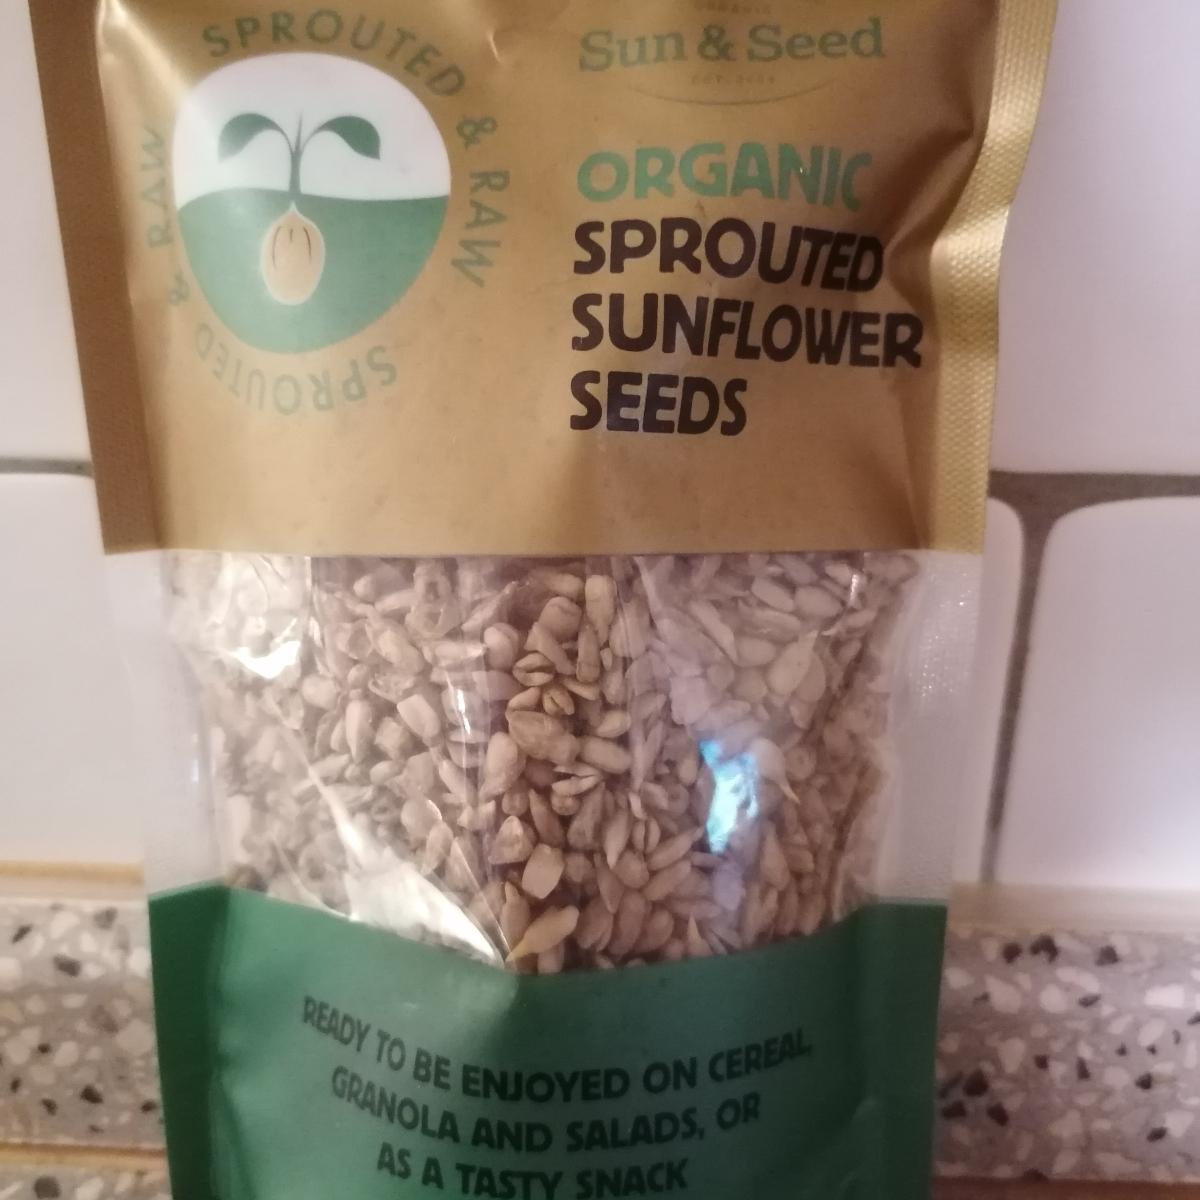 SPROUTED & RAW
SPROUTED & RAW
ORGANIC
Sun & Seed
ORGANIC
SPROUTED
SUNFLOWER
SEEDS
READY TO BE ENJOYED ON CEREAL
GRANOLA AND SALADS, OR
AS A TASTY SNACK